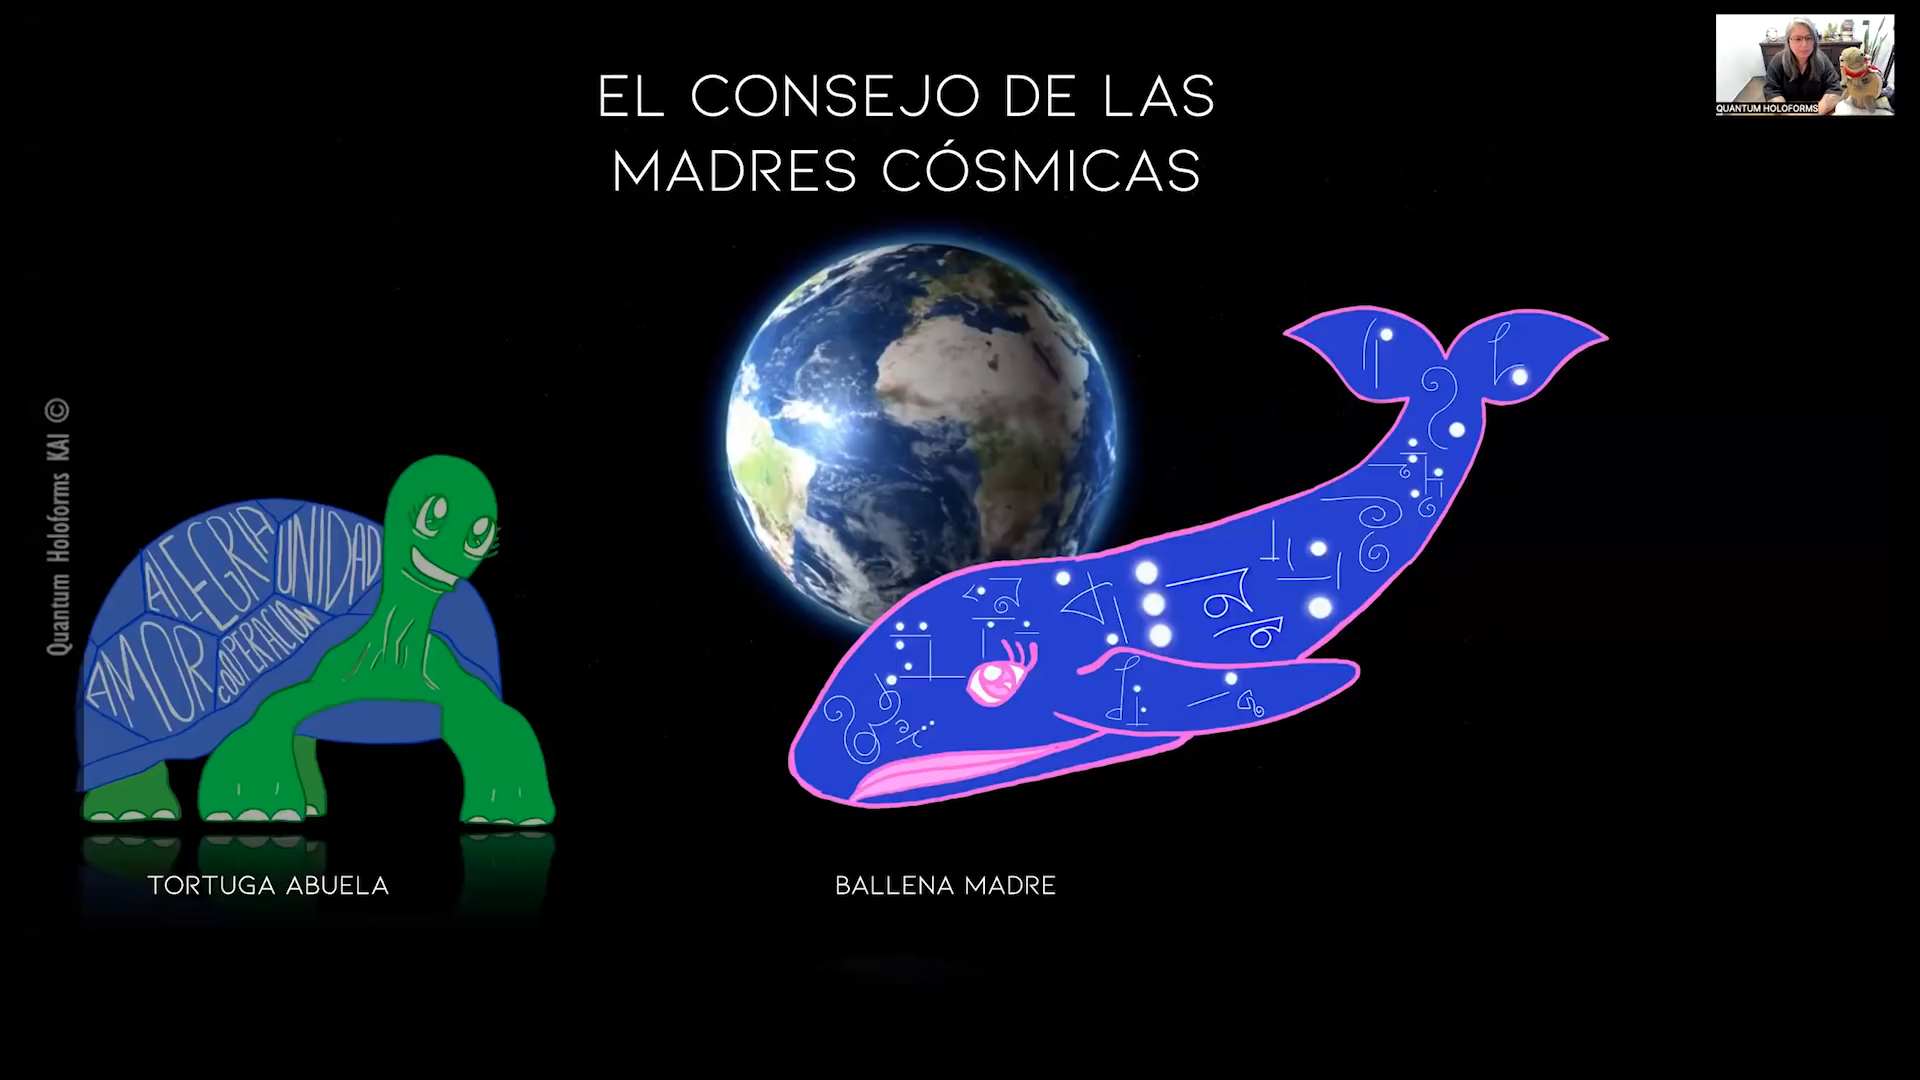 EL CONSEJO DE LAS
MADRES CÓSMICAS
QUANTUM HOLOFORMS
Quantum Holoforms KAI ©
ALEGRIA
UNIDAD
AMOR
COOPERACION
TORTUGA ABUELA
BALLENA MADRE